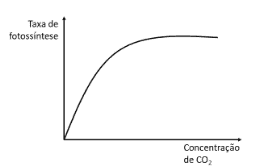 Taxa de
fotossíntese
Concentração
de CO₂